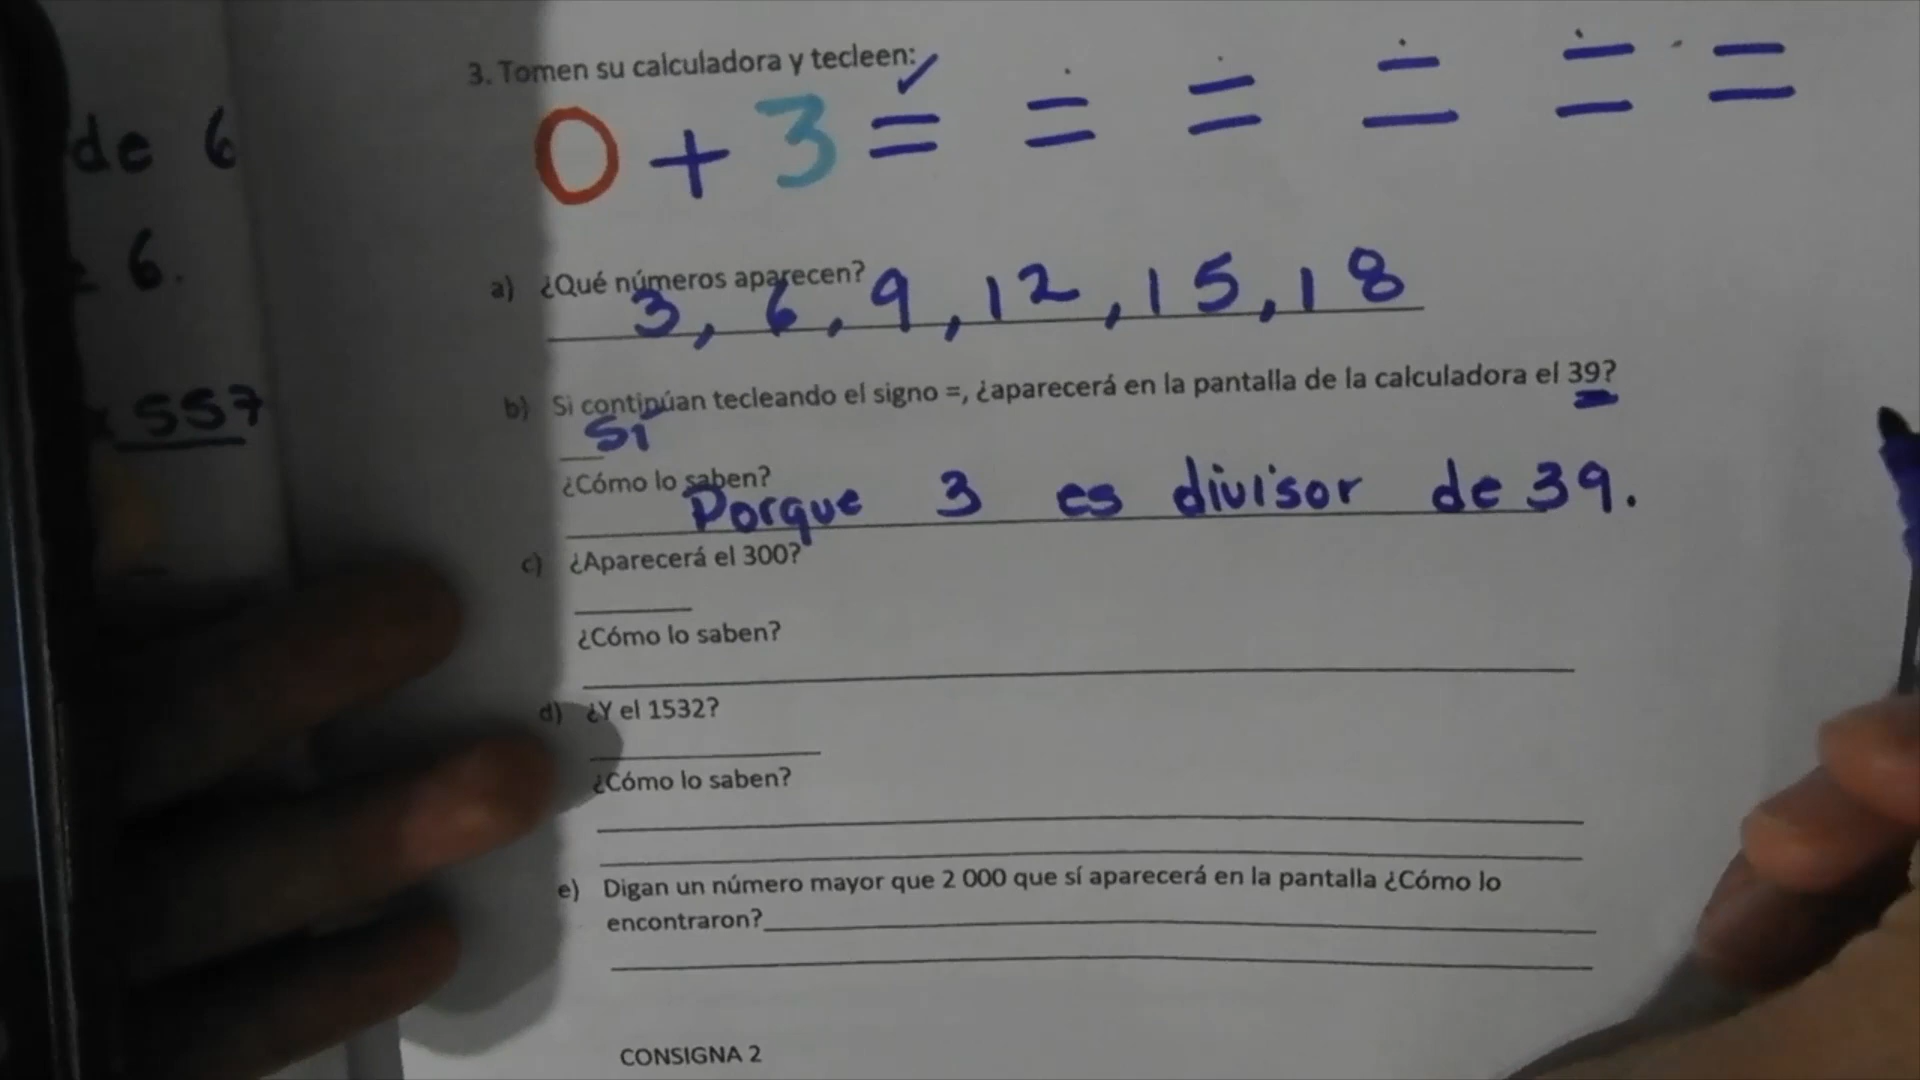 de 6
6.
557
3. Tomen su calculadora y tecleen:
0 + 3 = = = = = =
a) ¿Qué números aparecen?
3, 6, 9, 12, 15, 18
b) Si continúan tecleando el signo =, ¿aparecerá en la pantalla de la calculadora el 39?
Sí
¿Cómo lo saben?
Porque 3 es divisor de 39.
c) ¿Aparecerá el 300?
¿Cómo lo saben?
d) ¿Y el 1532?
¿Cómo lo saben?
e) Digan un número mayor que 2 000 que sí aparecerá en la pantalla ¿Cómo lo
encontraron?
CONSIGNA 2